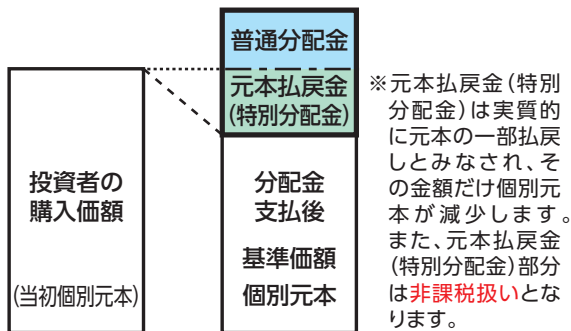 普通分配金
元本払戻金
(特別分配金)
投資者の
購入価額
(当初個別元本)
分配金
支払後
基準価額
個別元本
※元本払戻金(特別
分配金)は実質的
に元本の一部払戻
しとみなされ、そ
の金額だけ個別元
本が減少します。
また、元本払戻金
(特別分配金)部分
は非課税扱いとな
ります。